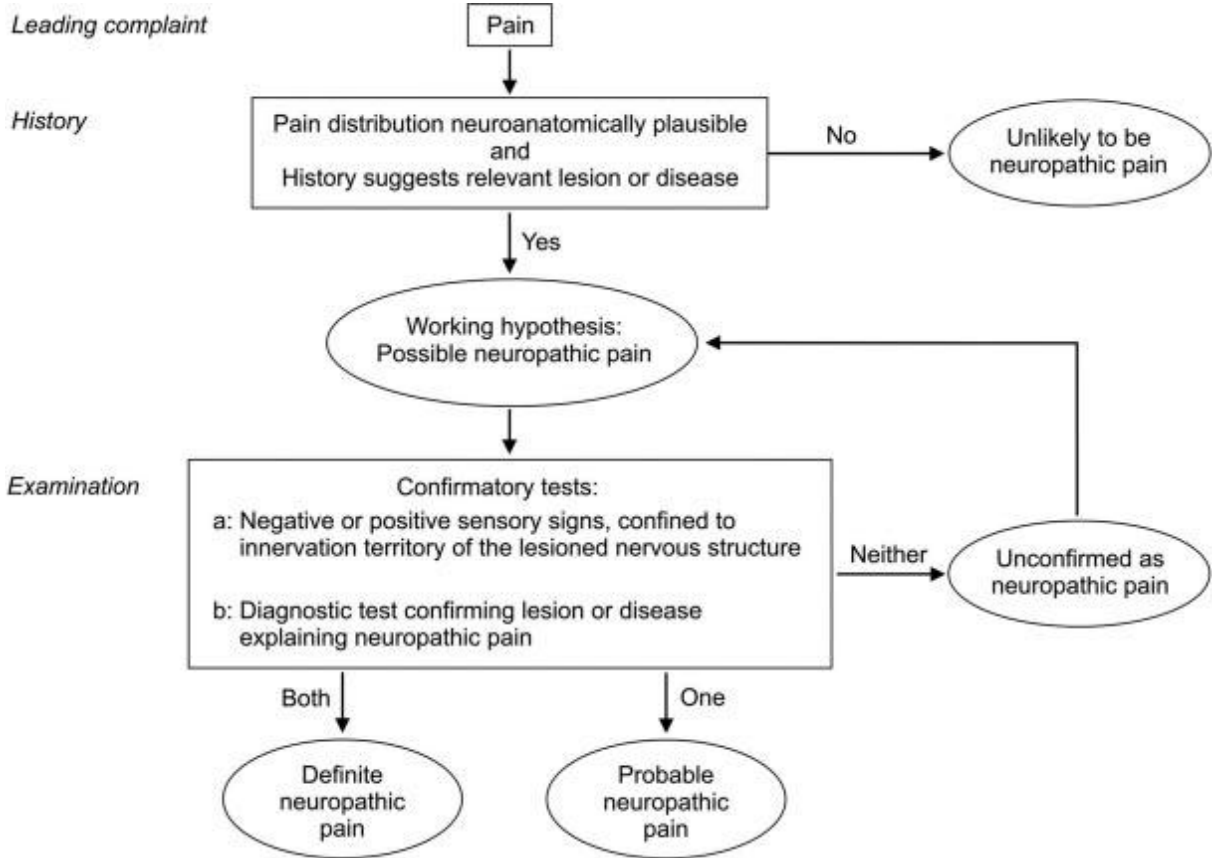 Leading complaint
Pain
History
Pain distribution neuroanatomically plausible
and
History suggests relevant lesion or disease
No
Unlikely to be
neuropathic pain
Yes
Working hypothesis:
Possible neuropathic pain
Examination
Confirmatory tests:
a: Negative or positive sensory signs, confined to
innervation territory of the lesioned nervous structure
b: Diagnostic test confirming lesion or disease
explaining neuropathic pain
Neither
Unconfirmed as
neuropathic pain
Both
One
Definite
neuropathic
pain
Probable
neuropathic
pain